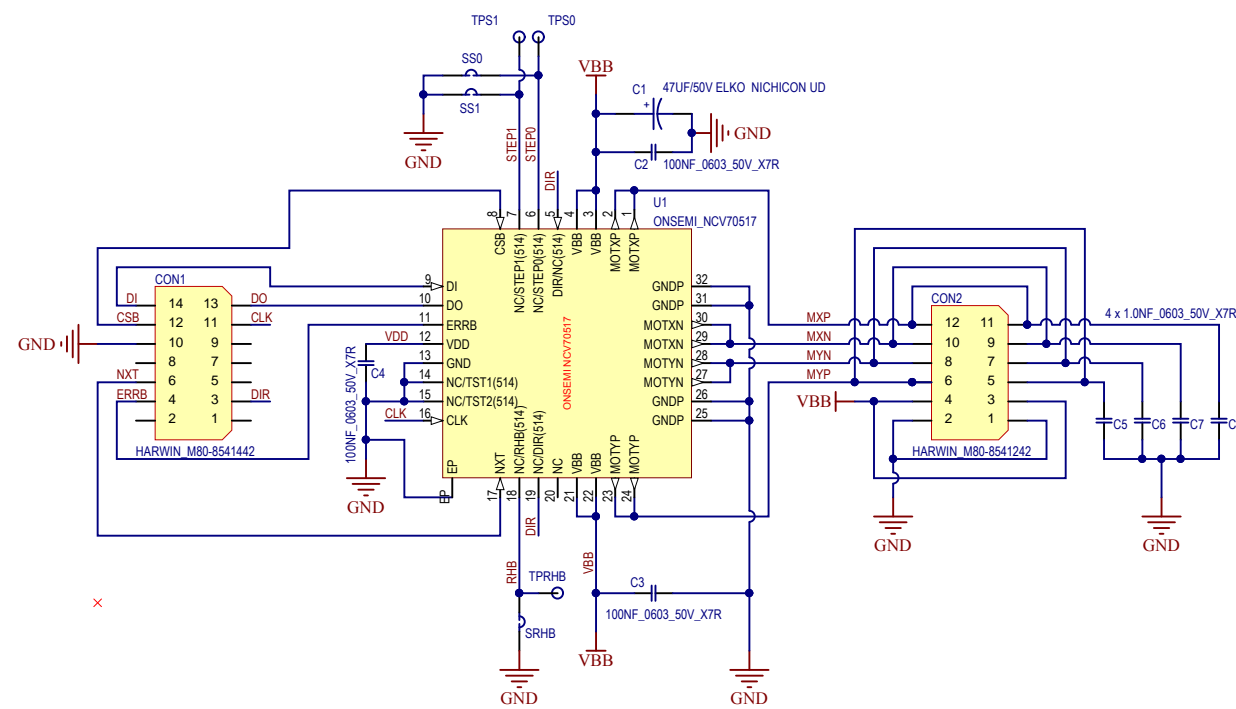 TPS1 TPS0
SS0
SS1
GND
VBB
C1 47UF/50V ELKO NICHICON UD
+
GND
C2 100NF_0603_50V_X7R
STEP1
STEP0
DIR
U1
ONSEMI_NCV70517
8 7 6 5 4 3 2 1
CSB
NC/STEP1(514)
NC/STEP0(514)
DIR/NC(514)
VBB
VBB
MOTXP
MOTXP
9 DI
10 DO
11 ERRB
12 VDD
13 GND
14 NC/TST1(514)
15 NC/TST2(514)
16 CLK
ONSEMI NCV70517
GNDP 32
GNDP 31
MOTXN 30
MOTXN 29
MOTYN 28
MOTYN 27
GNDP 26
GNDP 25
EP
NXT
NC/RHB(514)
NC/DIR(514)
NC
VBB
VBB
MOTYP
MOTYP
EP
17 18 19 20 21 22 23 24
CON1
DI 14 13 DO
CSB 12 11 CLK
GND 10 9
8 7
NXT 6 5
ERRB 4 3 DIR
2 1
HARWIN_M80-8541442
VDD
C4
100NF_0603_50V_X7R
CLK
GND
MXP
MXN
MYN
MYP
VBB
CON2
12 11
10 9
8 7
6 5
4 3
2 1
HARWIN_M80-8541242
4 x 1.0NF_0603_50V_X7R
C5 C6 C7 C
GND
GND
DIR
RHB
VBB
TPRHB
SRHB
GND
C3
100NF_0603_50V_X7R
VBB
GND